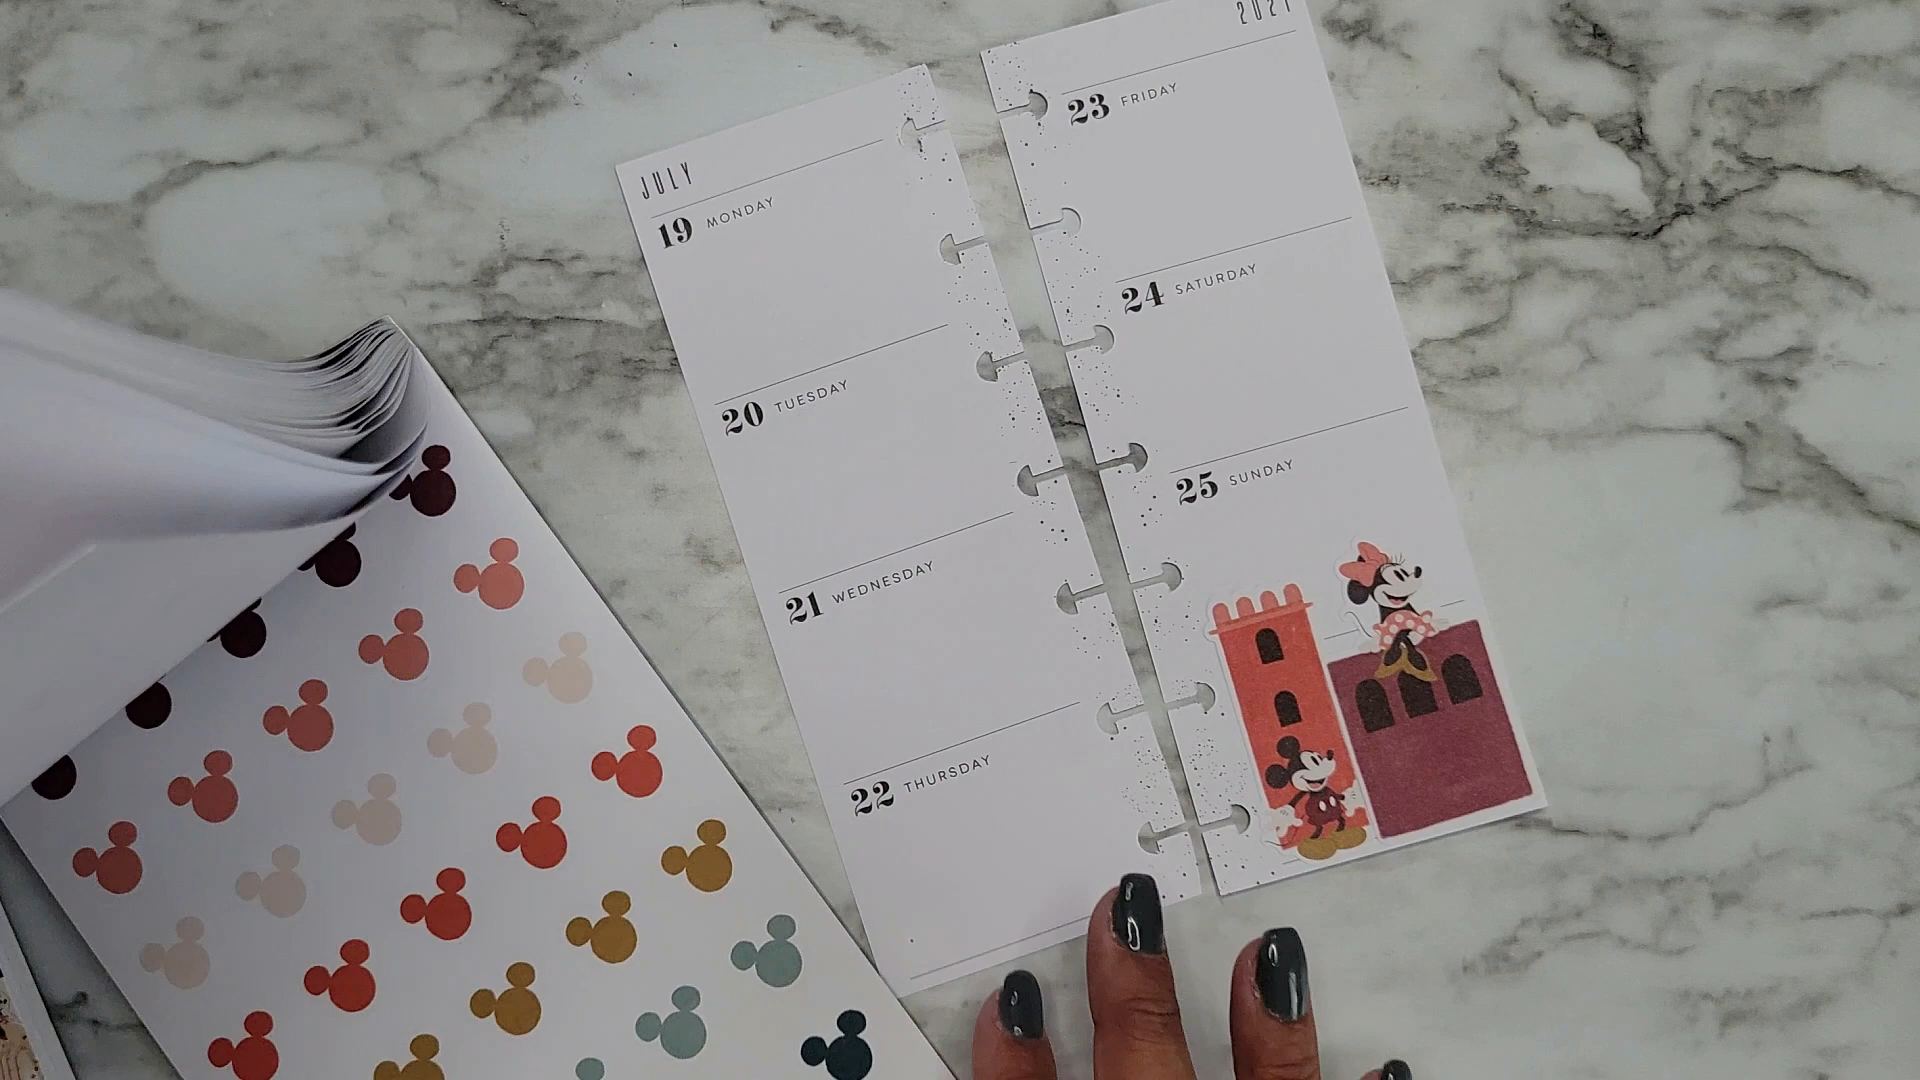 JULY
19 MONDAY
20 TUESDAY
21 WEDNESDAY
22 THURSDAY
2021
23 FRIDAY
24 SATURDAY
25 SUNDAY